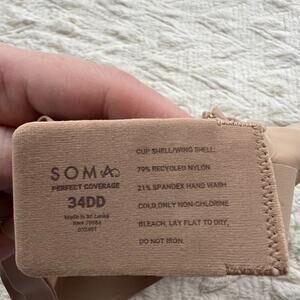 SOMA
PERFECT COVERAGE
34DD
Made in Sri Lanka
CUP SHELL/WING SHELL:
79% RECYCLED NYLON
21% SPANDEX HAND WASH
COLD,ONLY NON-CHLORINE
BLEACH, LAY FLAT TO DRY,
DO NOT IRON.